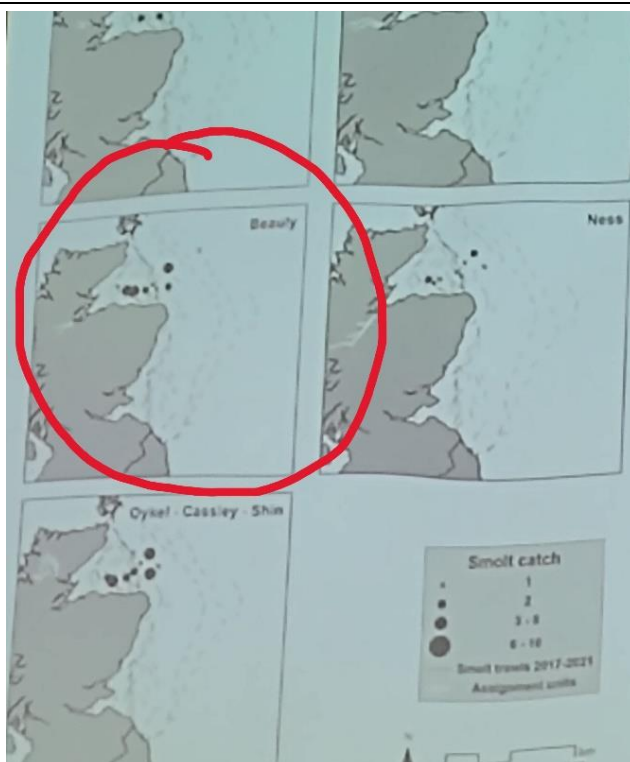 Beauly
Ness
Oykel - Cassley - Shin
Smolt catch
1
2
3 - 5
6 - 10
Smolt trawls 2017-2021
Assignment units
N
km